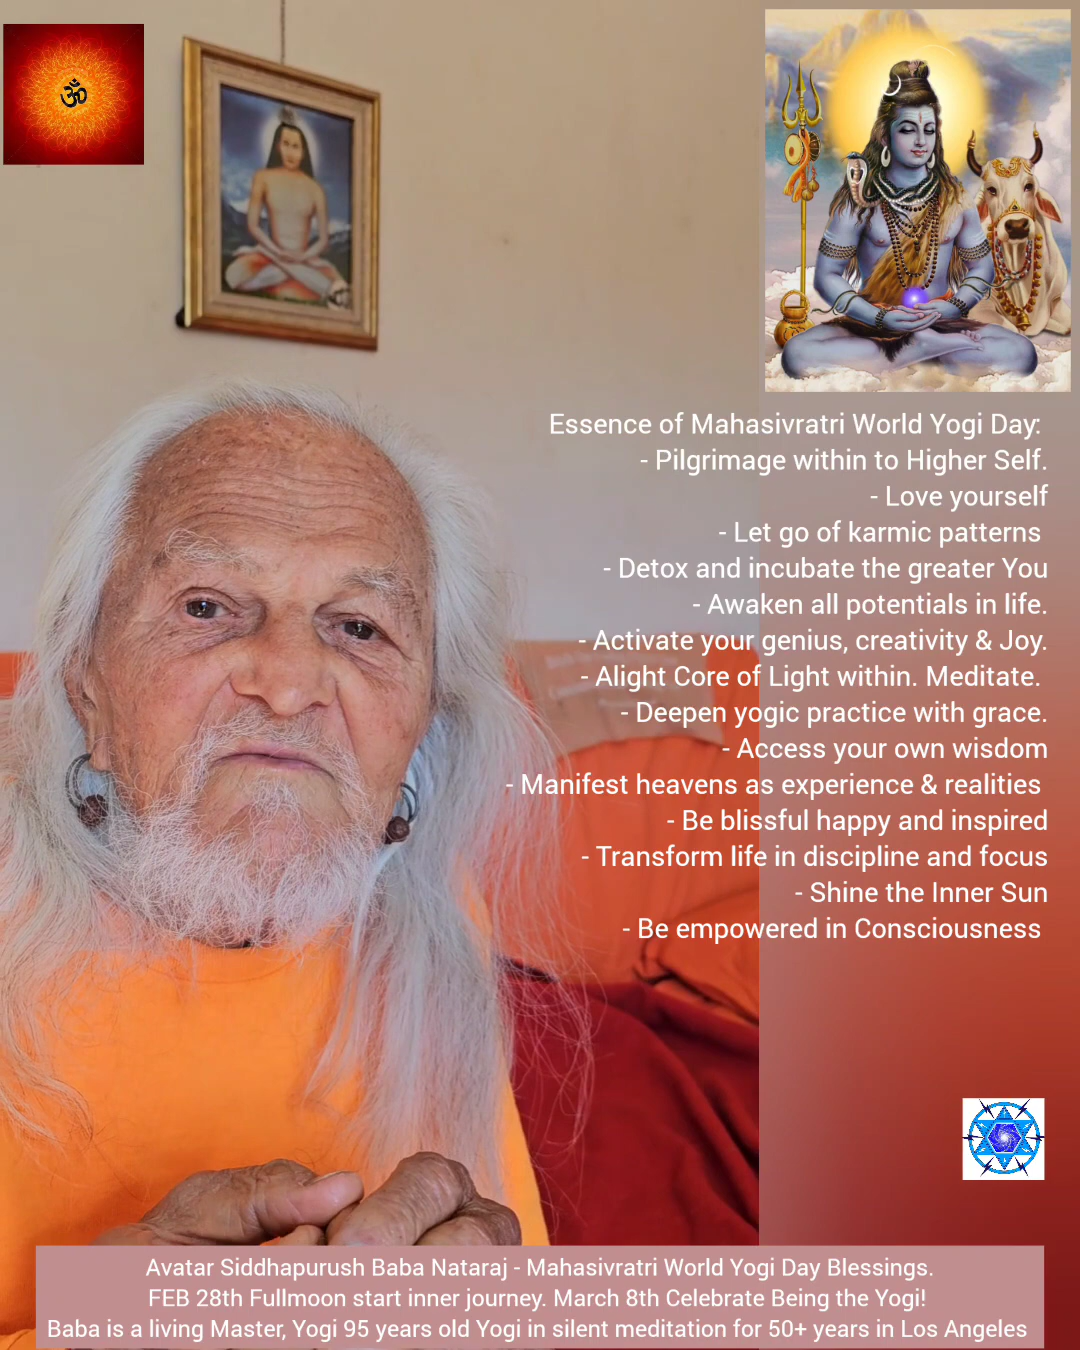 ॐ
Essence of Mahasivratri World Yogi Day:
- Pilgrimage within to Higher Self.
- Love yourself
- Let go of karmic patterns
- Detox and incubate the greater You
- Awaken all potentials in life.
- Activate your genius, creativity & Joy.
- Alight Core of Light within. Meditate.
- Deepen yogic practice with grace.
- Access your own wisdom
- Manifest heavens as experience & realities
- Be blissful happy and inspired
- Transform life in discipline and focus
- Shine the Inner Sun
- Be empowered in Consciousness
Avatar Siddhapurush Baba Nataraj - Mahasivratri World Yogi Day Blessings.
FEB 28th Fullmoon start inner journey. March 8th Celebrate Being the Yogi!
Baba is a living Master, Yogi 95 years old Yogi in silent meditation for 50+ years in Los Angeles